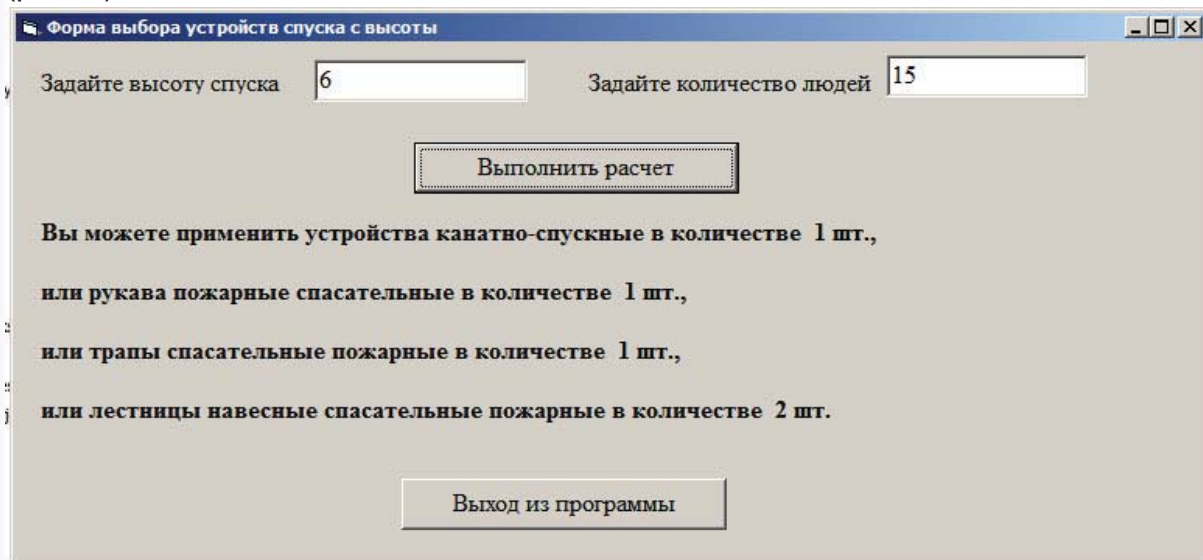 Форма выбора устройств спуска с высоты
Задайте высоту спуска 6 Задайте количество людей 15
Выполнить расчет
Вы можете применить устройства канатно-спускные в количестве 1 шт.,
или рукава пожарные спасательные в количестве 1 шт.,
или трапы спасательные пожарные в количестве 1 шт.,
или лестницы навесные спасательные пожарные в количестве 2 шт.
Выход из программы